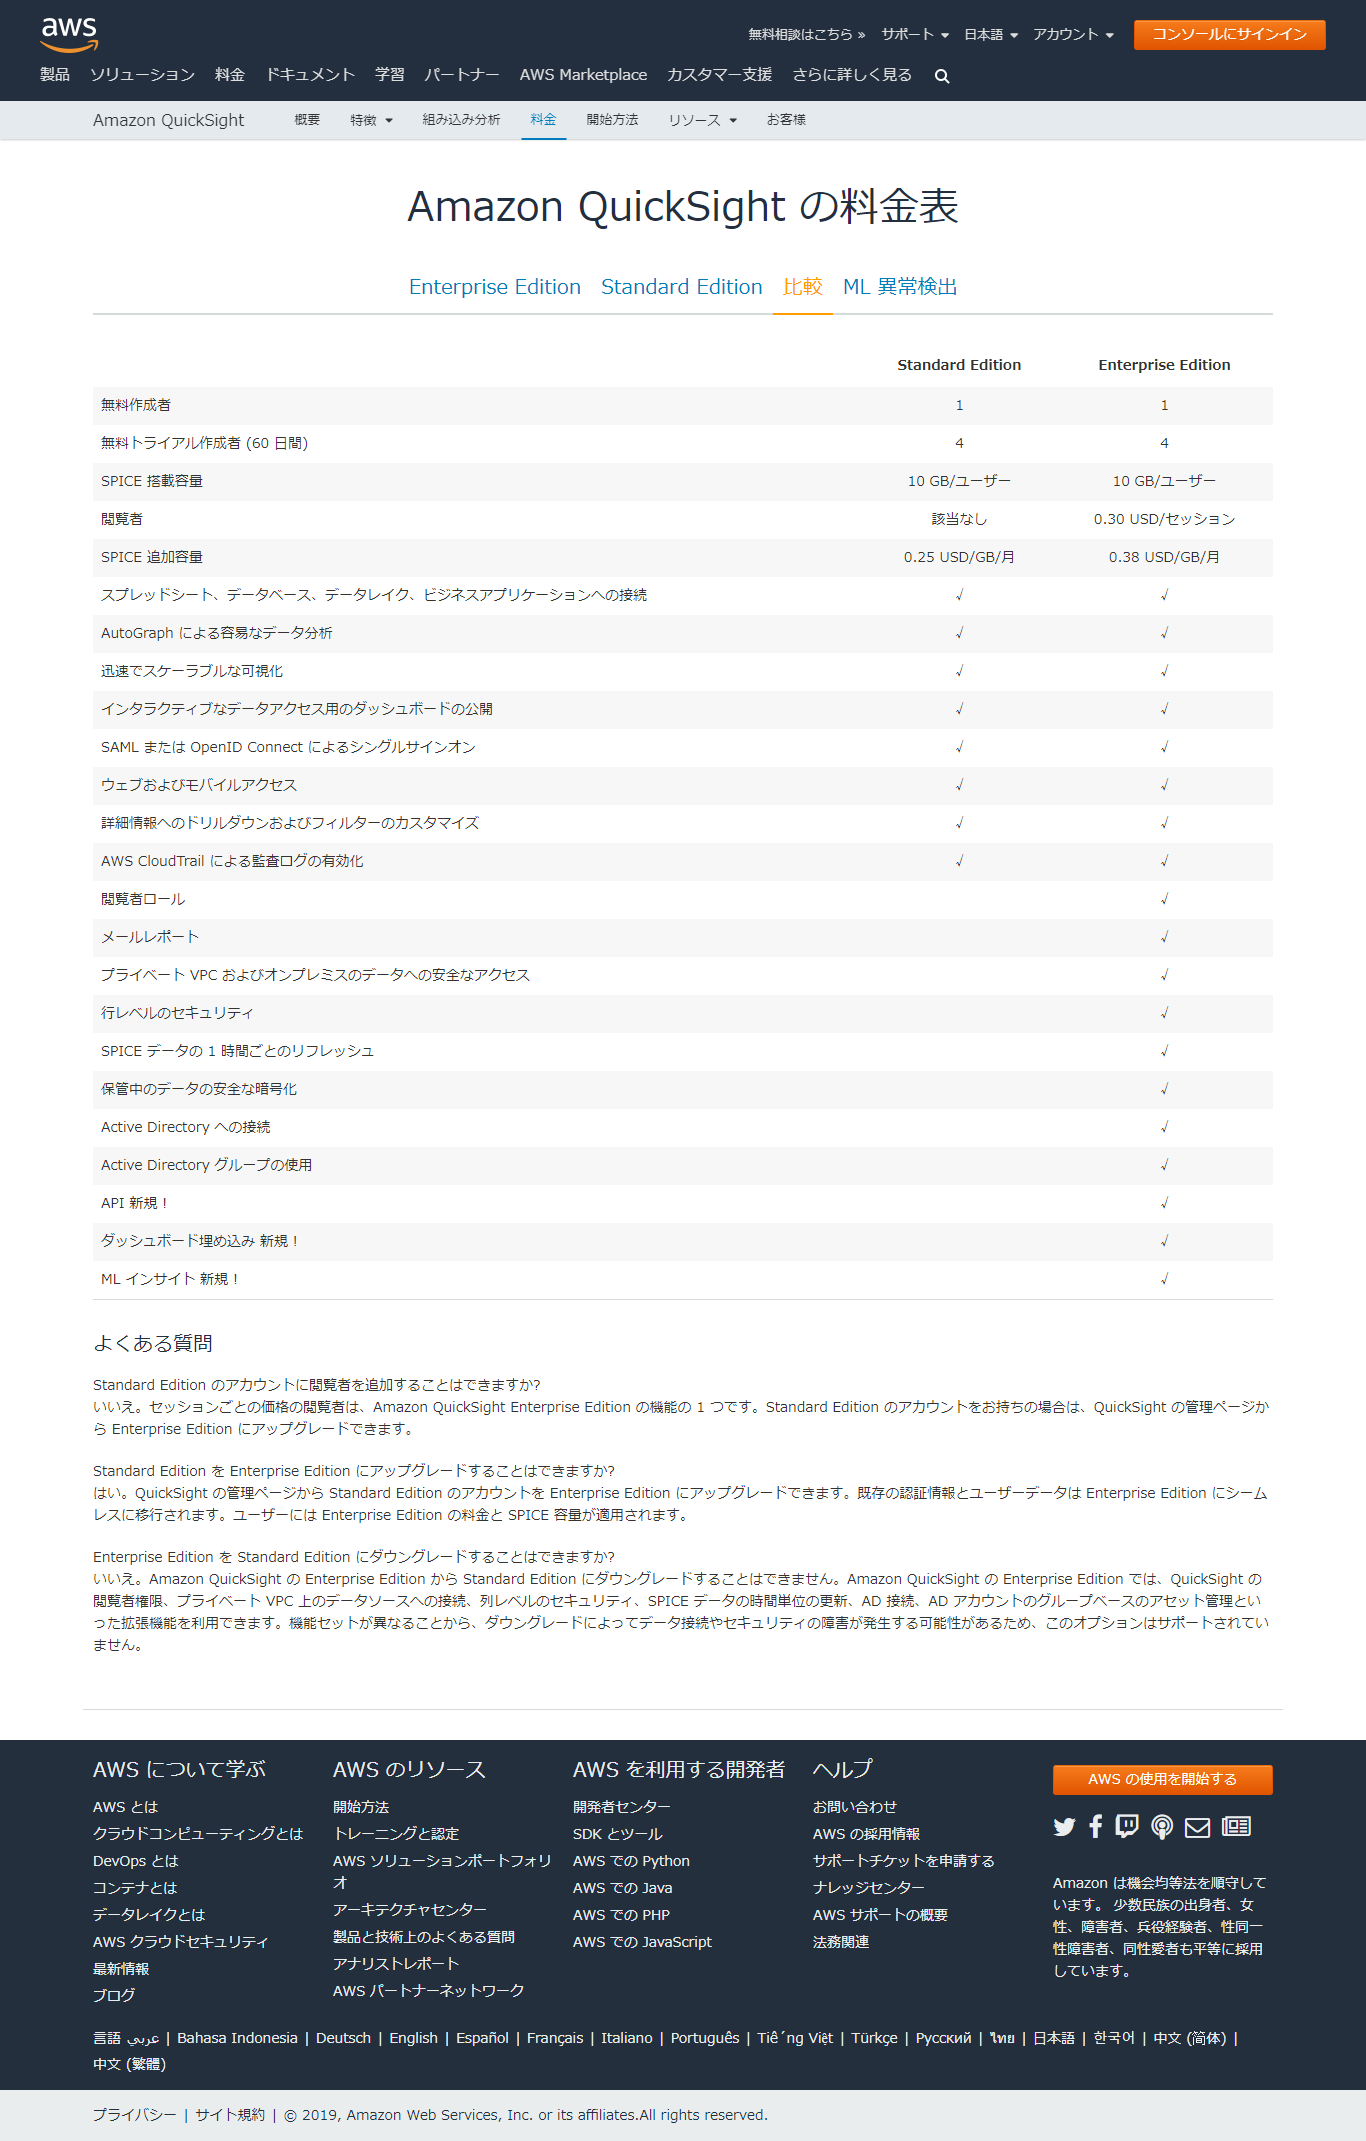 aws
無料相談はこちら » サポート 日本語 アカウント コンソールにサインイン
製品 ソリューション 料金 ドキュメント 学習 パートナー AWS Marketplace カスタマー支援 さらに詳しく見る
Amazon QuickSight 概要 特徴 組み込み分析 料金 開始方法 リソース お客様
Amazon QuickSight の料金表
Enterprise Edition Standard Edition 比較 ML 異常検出
Standard Edition Enterprise Edition
無料作成者 1 1
無料トライアル作成者 (60 日間) 4 4
SPICE 搭載容量 10 GB/ユーザー 10 GB/ユーザー
閲覧者 該当なし 0.30 USD/セッション
SPICE 追加容量 0.25 USD/GB/月 0.38 USD/GB/月
スプレッドシート、データベース、データレイク、ビジネスアプリケーションへの接続 √ √
AutoGraph による容易なデータ分析 √ √
迅速でスケーラブルな可視化 √ √
インタラクティブなデータアクセス用のダッシュボードの公開 √ √
SAML または OpenID Connect によるシングルサインオン √ √
ウェブおよびモバイルアクセス √ √
詳細情報へのドリルダウンおよびフィルターのカスタマイズ √ √
AWS CloudTrail による監査ログの有効化 √ √
閲覧者ロール √
メールレポート √
プライベート VPC およびオンプレミスのデータへの安全なアクセス √
行レベルのセキュリティ √
SPICE データの 1 時間ごとのリフレッシュ √
保管中のデータの安全な暗号化 √
Active Directory への接続 √
Active Directory グループの使用 √
API 新規！ √
ダッシュボード埋め込み 新規！ √
ML インサイト 新規！ √
よくある質問
Standard Edition のアカウントに閲覧者を追加することはできますか?
いいえ。セッションごとの価格の閲覧者は、Amazon QuickSight Enterprise Edition の機能の 1 つです。Standard Edition のアカウントをお持ちの場合は、QuickSight の管理ページか
ら Enterprise Edition にアップグレードできます。
Standard Edition を Enterprise Edition にアップグレードすることはできますか?
はい。QuickSight の管理ページから Standard Edition のアカウントを Enterprise Edition にアップグレードできます。既存の認証情報とユーザーデータは Enterprise Edition にシーム
レスに移行されます。ユーザーには Enterprise Edition の料金と SPICE 容量が適用されます。
Enterprise Edition を Standard Edition にダウングレードすることはできますか?
いいえ。Amazon QuickSight の Enterprise Edition から Standard Edition にダウングレードすることはできません。Amazon QuickSight の Enterprise Edition では、QuickSight の
閲覧者権限、プライベート VPC 上のデータソースへの接続、列レベルのセキュリティ、SPICE データの時間単位の更新、AD 接続、AD アカウントのグループベースのアセット管理とい
った拡張機能を利用できます。機能セットが異なることから、ダウングレードによってデータ接続やセキュリティの障害が発生する可能性があるため、このオプションはサポートされてい
ません。
AWS について学ぶ
AWS とは
クラウドコンピューティングとは
DevOps とは
コンテナとは
データレイクとは
AWS クラウドセキュリティ
最新情報
ブログ
AWS のリソース
開始方法
トレーニングと認定
AWS ソリューションポートフォリ
オ
アーキテクチャセンター
製品と技術上のよくある質問
アナリストレポート
AWS パートナーネットワーク
AWS を利用する開発者
開発者センター
SDK とツール
AWS での Python
AWS での Java
AWS での PHP
AWS での JavaScript
ヘルプ
お問い合わせ
AWS の採用情報
サポートチケットを申請する
ナレッジセンター
AWS サポートの概要
法務関連
AWS の使用を開始する
Amazon は機会均等法を順守して
います。 少数民族の出身者、女
性、障害者、兵役経験者、性同一
性障害者、同性愛者も平等に採用
しています。
言語 عربي | Bahasa Indonesia | Deutsch | English | Español | Français | Italiano | Português | Tiếng Việt | Türkçe | Ρусский | ไทย | 日本語 | 한국어 | 中文 (简体) |
中文 (繁體)
プライバシー | サイト規約 | © 2019, Amazon Web Services, Inc. or its affiliates.All rights reserved.